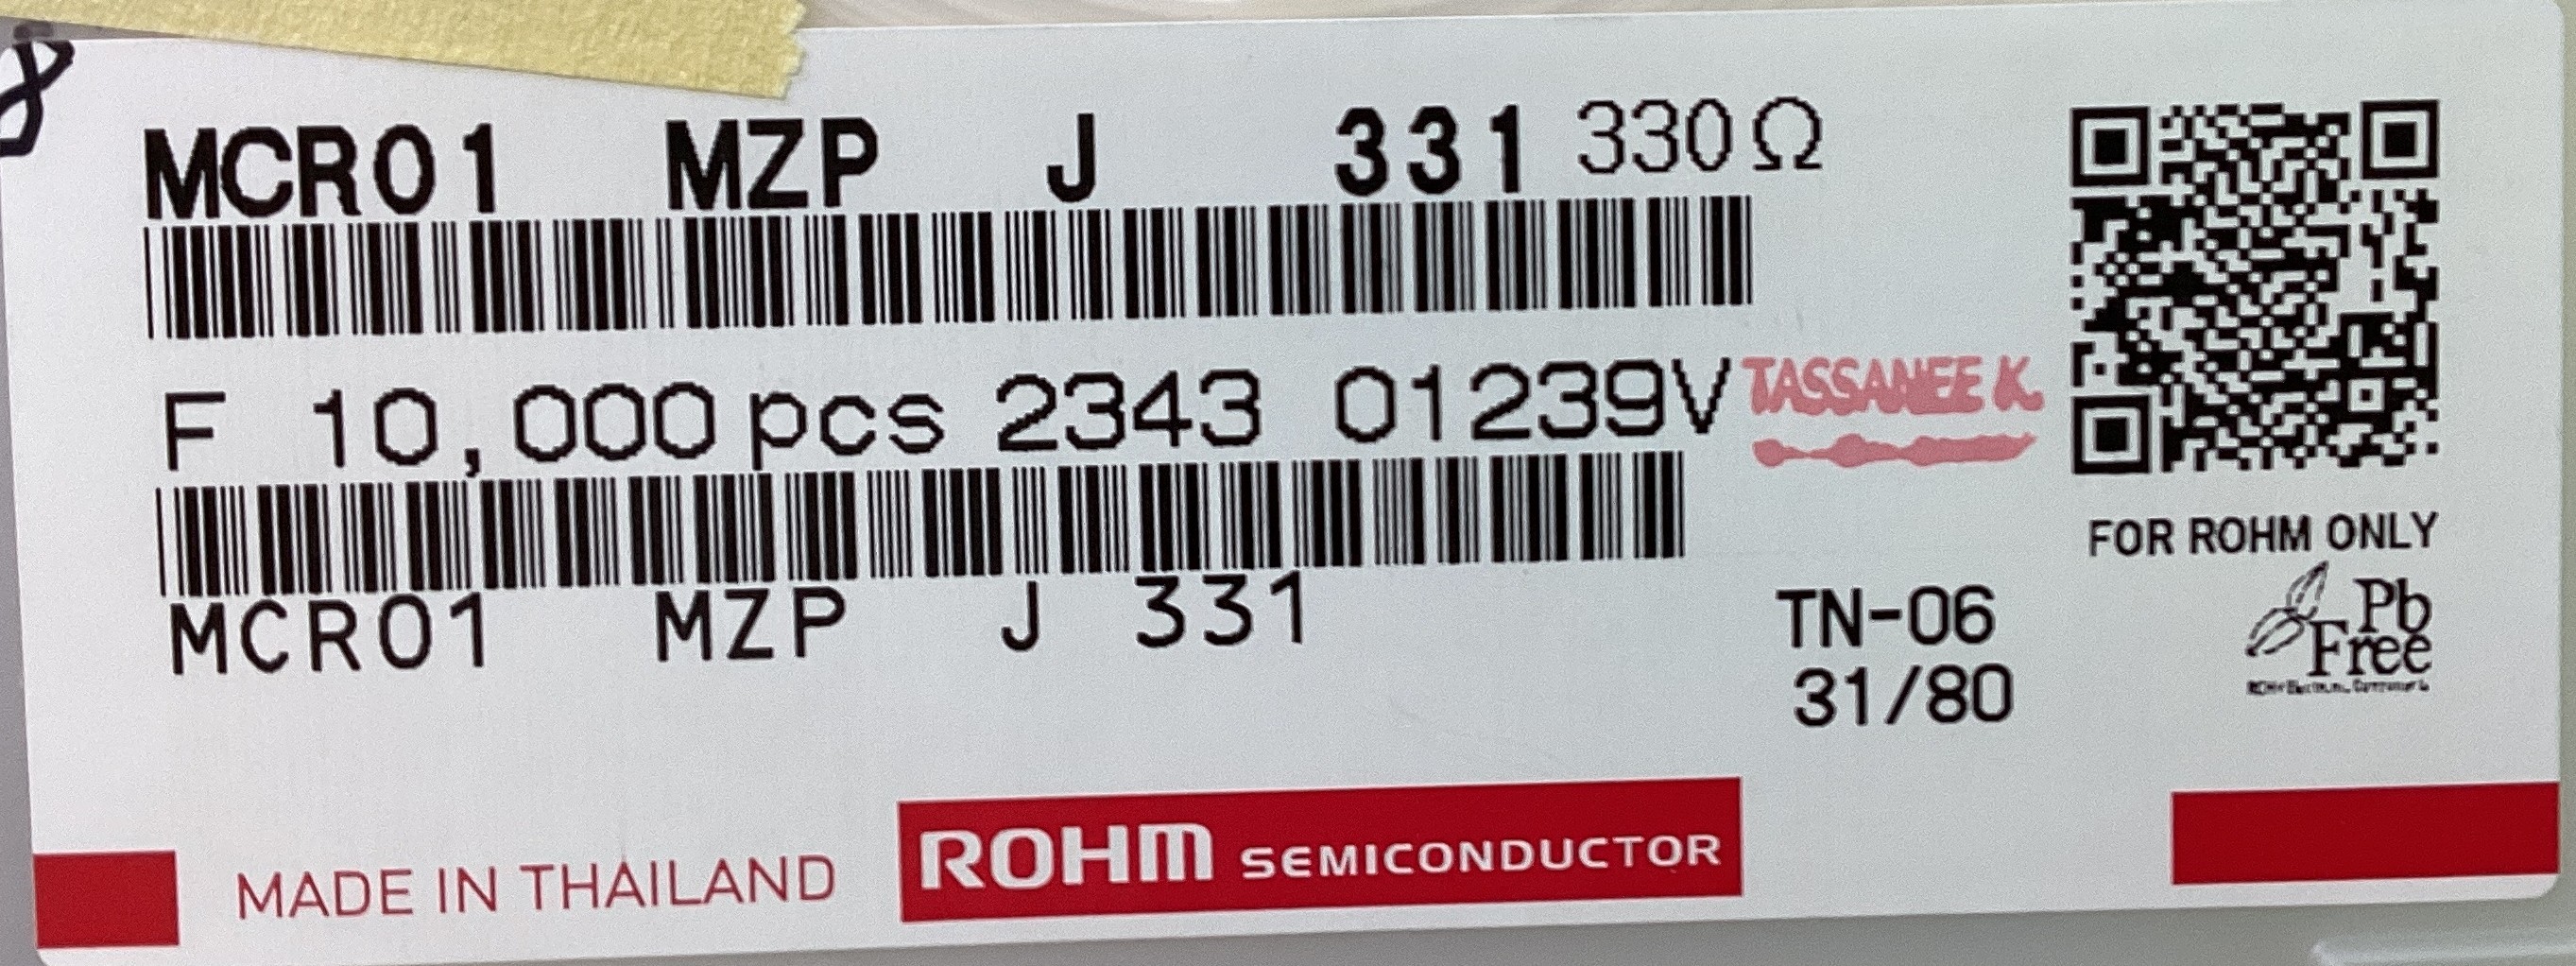 8
MCR01 MZP J 331 330Ω
F 10,000pcs 2343 01239V TASSANEE K.
MCR01 MZP J 331
FOR ROHM ONLY
TN-06
31/80
Pb
Free
MADE IN THAILAND
ROHM SEMICONDUCTOR